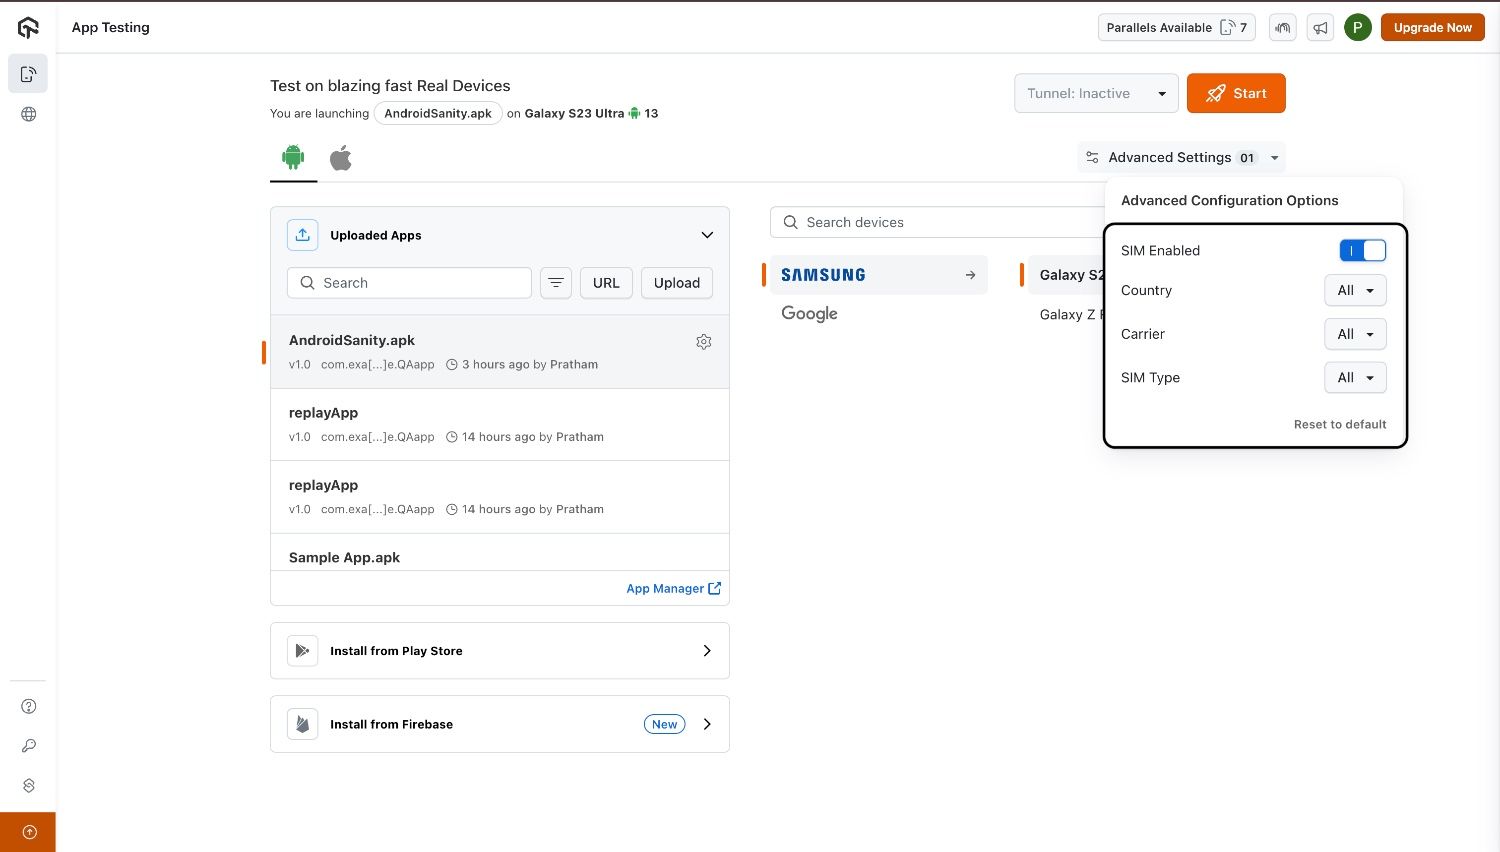 App Testing
Parallels Available 7
P
Upgrade Now
Test on blazing fast Real Devices
You are launching AndroidSanity.apk on Galaxy S23 Ultra 13
Tunnel: Inactive
Start
Advanced Settings 01
Advanced Configuration Options
SIM Enabled
Country All
Carrier All
SIM Type All
Reset to default
Uploaded Apps
Search
URL
Upload
AndroidSanity.apk
v1.0 com.exa[...]e.QAapp 3 hours ago by Pratham
replayApp
v1.0 com.exa[...]e.QAapp 14 hours ago by Pratham
replayApp
v1.0 com.exa[...]e.QAapp 14 hours ago by Pratham
Sample App.apk
App Manager
Install from Play Store
Install from Firebase New
Search devices
SAMSUNG
Google
Galaxy S2
Galaxy Z